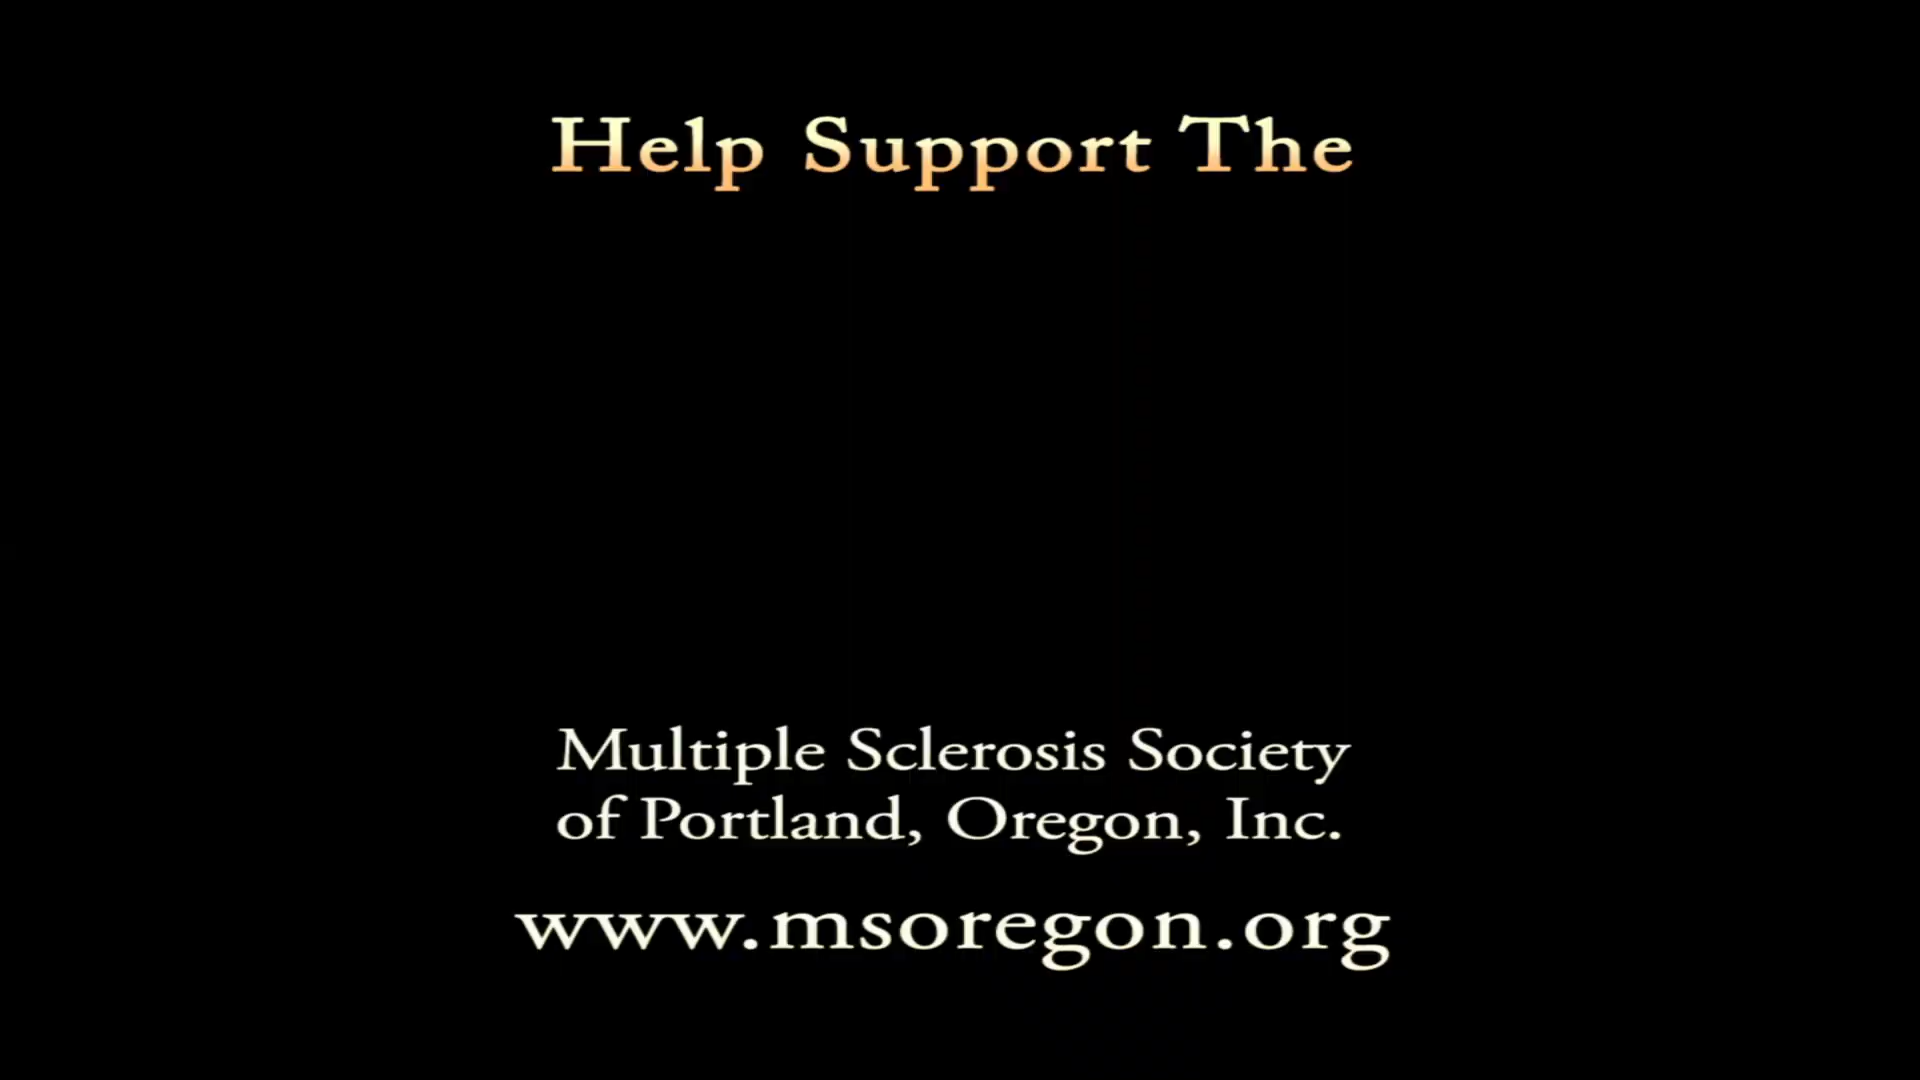 Help Support The
Multiple Sclerosis Society
of Portland, Oregon, Inc.
www.msoregon.org